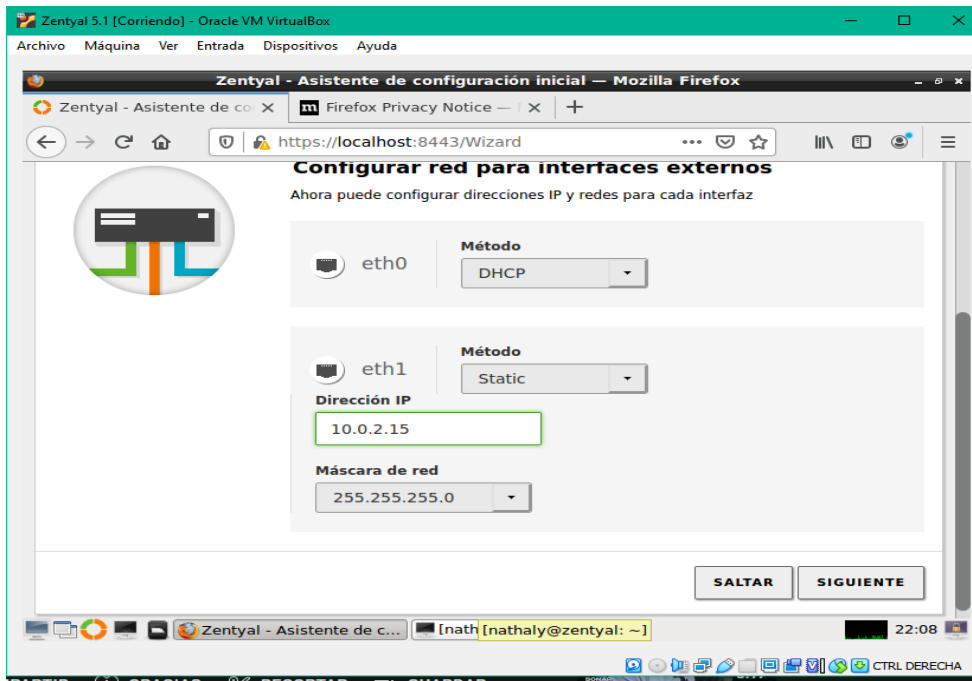 Zentyal 5.1 [Corriendo] - Oracle VM VirtualBox
Archivo Máquina Ver Entrada Dispositivos Ayuda
Zentyal - Asistente de configuración inicial — Mozilla Firefox
Zentyal - Asistente de co
m Firefox Privacy Notice —
https://localhost:8443/Wizard
Configurar red para interfaces externos
Ahora puede configurar direcciones IP y redes para cada interfaz
eth0
Método
DHCP
eth1
Método
Static
Dirección IP
10.0.2.15
Máscara de red
255.255.255.0
SALTAR
SIGUIENTE
Zentyal - Asistente de c...
[nath
[nathaly@zentyal: ~]
22:08
CTRL DERECHA